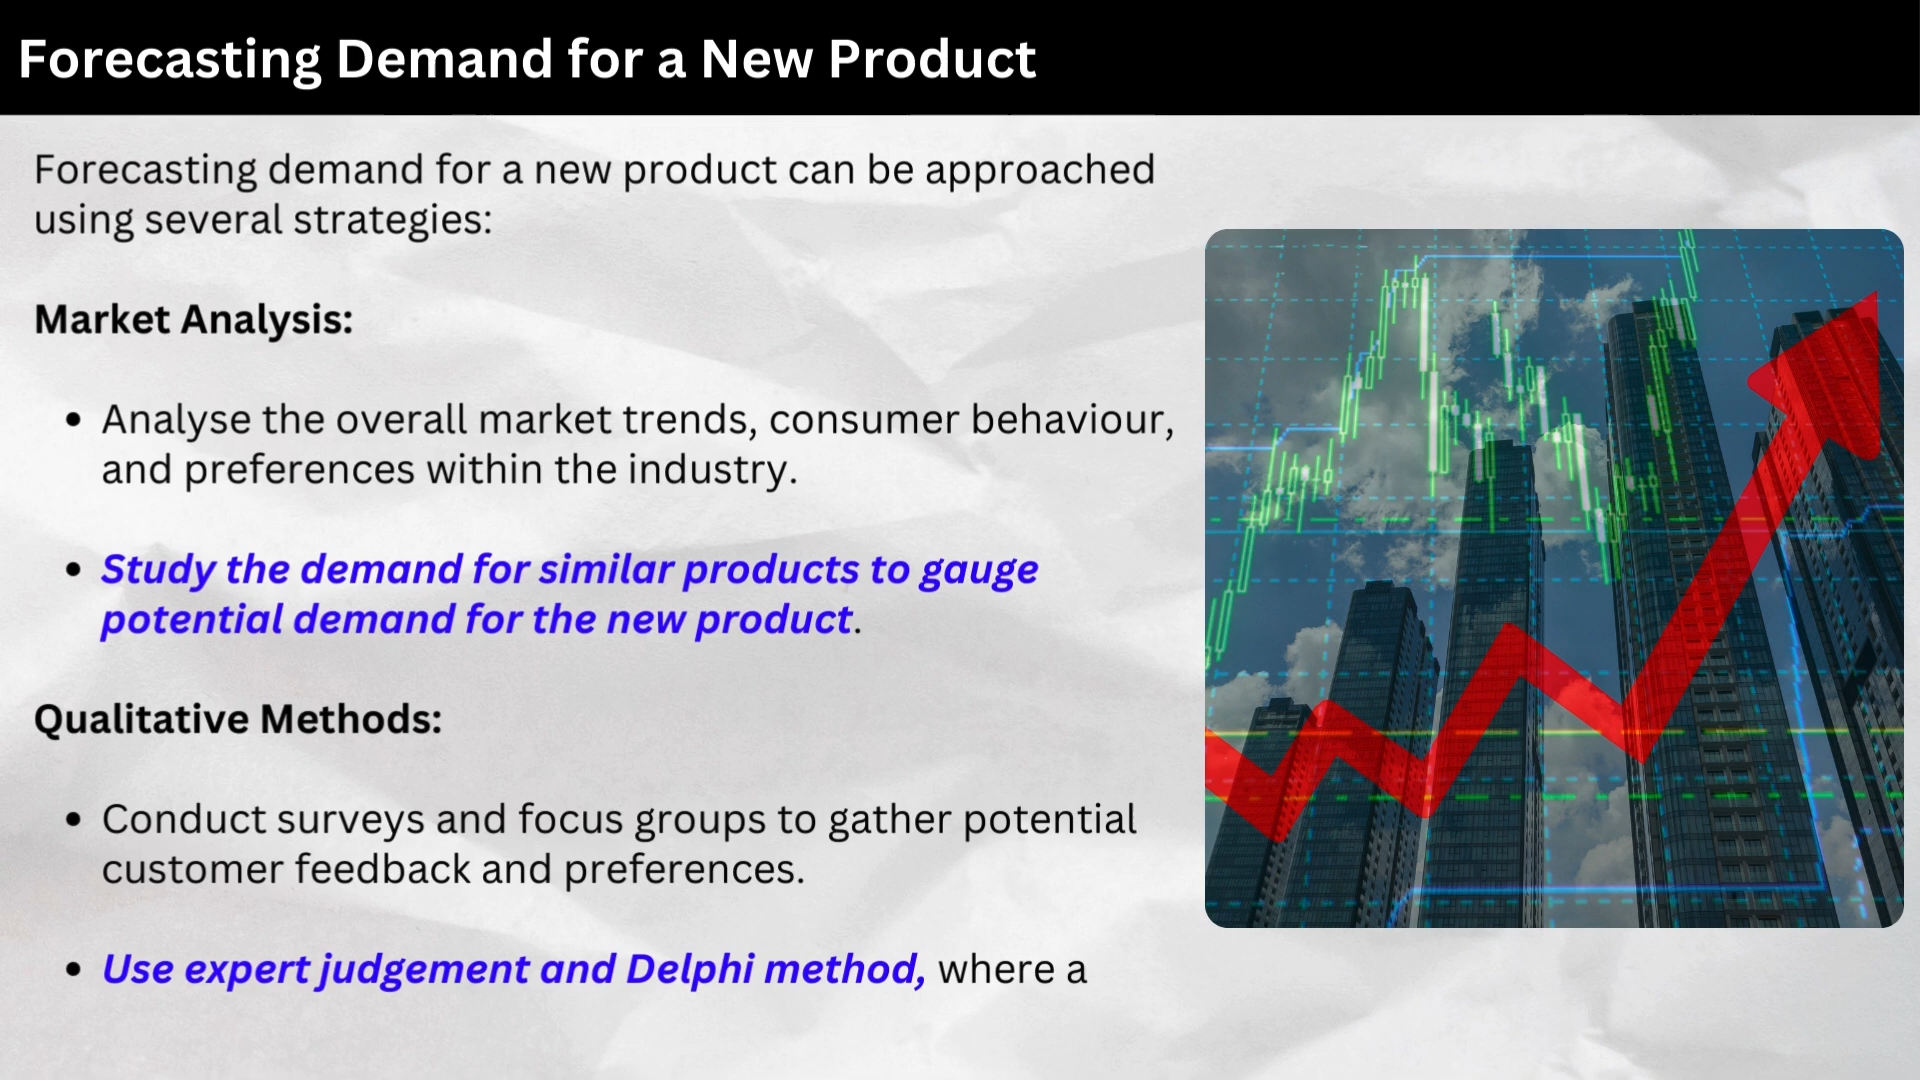 Forecasting Demand for a New Product
Forecasting demand for a new product can be approached
using several strategies:
Market Analysis:
• Analyse the overall market trends, consumer behaviour,
and preferences within the industry.
• Study the demand for similar products to gauge
potential demand for the new product.
Qualitative Methods:
• Conduct surveys and focus groups to gather potential
customer feedback and preferences.
• Use expert judgement and Delphi method, where a